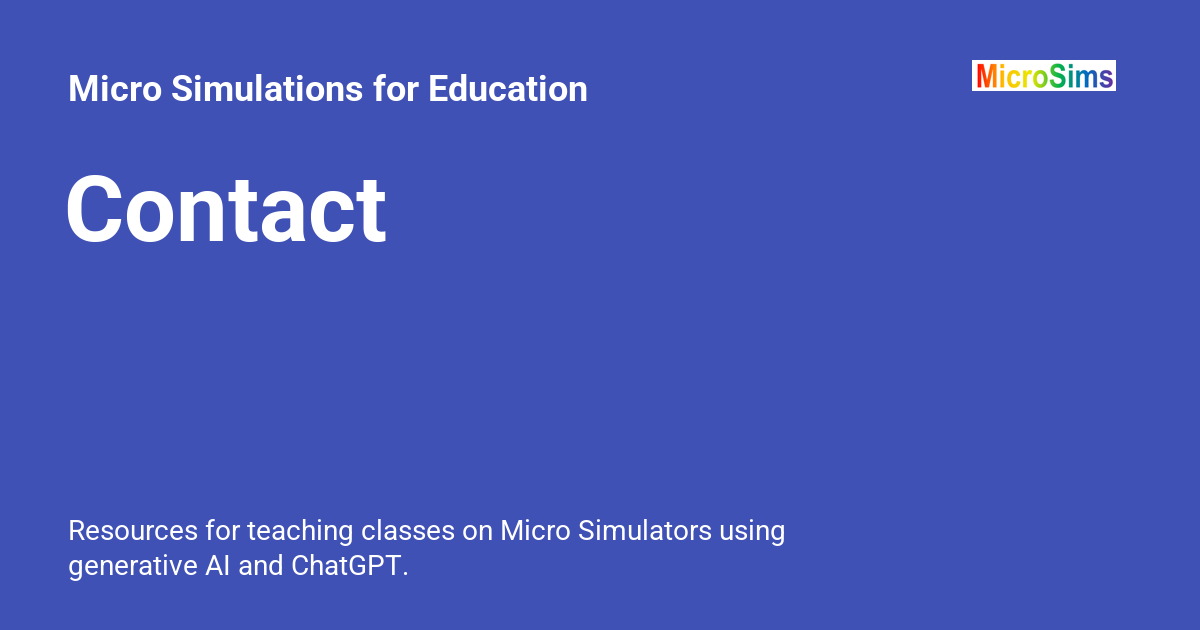 Micro Simulations for Education
MicroSims
Contact
Resources for teaching classes on Micro Simulators using
generative AI and ChatGPT.